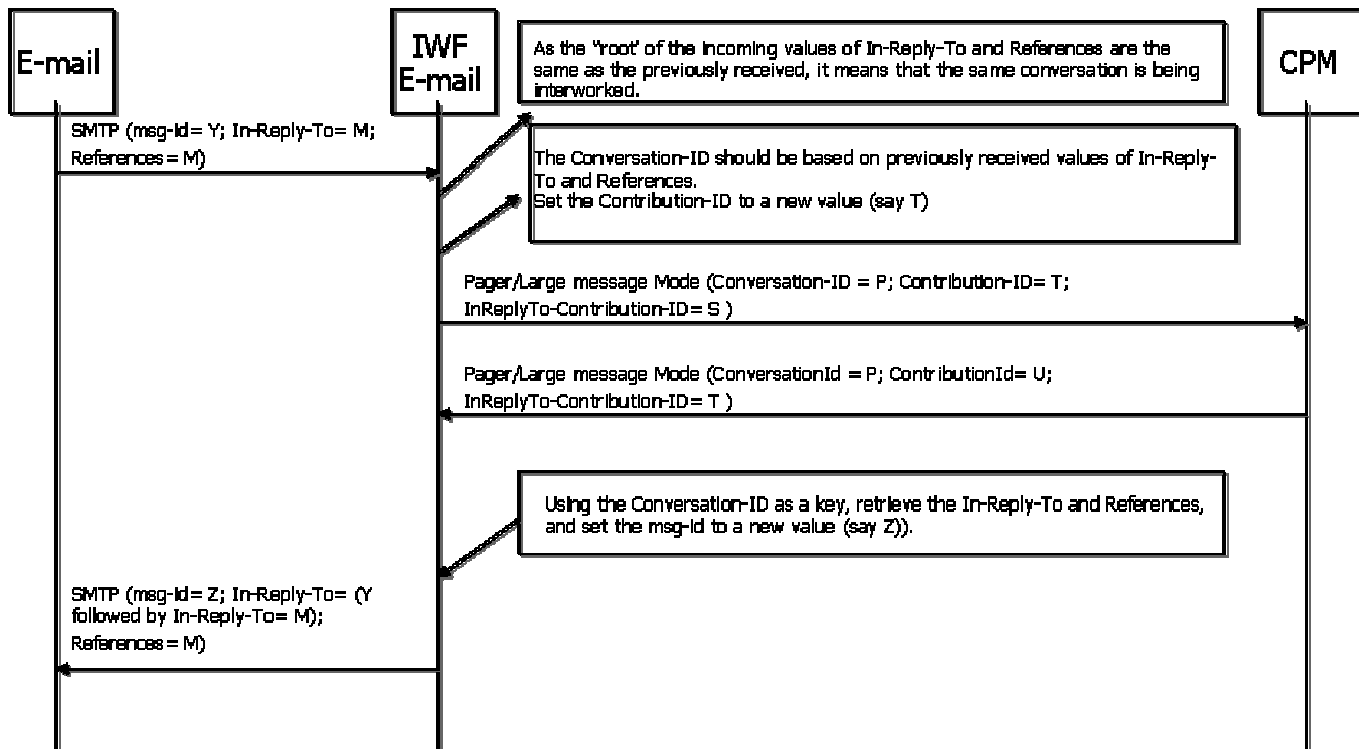 E-mail
IWF
E-mail
As the "root' of the incoming values of In-Reply-To and References are the
same as the previously received, it means that the same conversation is being
interworked.
CPM
SMTP (msg-id= Y; In-Reply-To= M;
References= M)
The Conversation-ID should be based on previously received values of In-Reply-
To and References.
Set the Contribution-ID to a new value (say T)
Pager/Large message Mode (Conversation-ID = P; Contribution-ID= T;
InReplyTo-Contribution-ID= S )
Pager/Large message Mode (ConversationId = P; ContributionId= U;
InReplyTo-Contribution-ID= T )
Using the Conversation-ID as a key, retrieve the In-Reply-To and References,
and set the msg-id to a new value (say Z)).
SMTP (msg-id= Z; In-Reply-To= (Y
followed by In-Reply-To= M);
References= M)